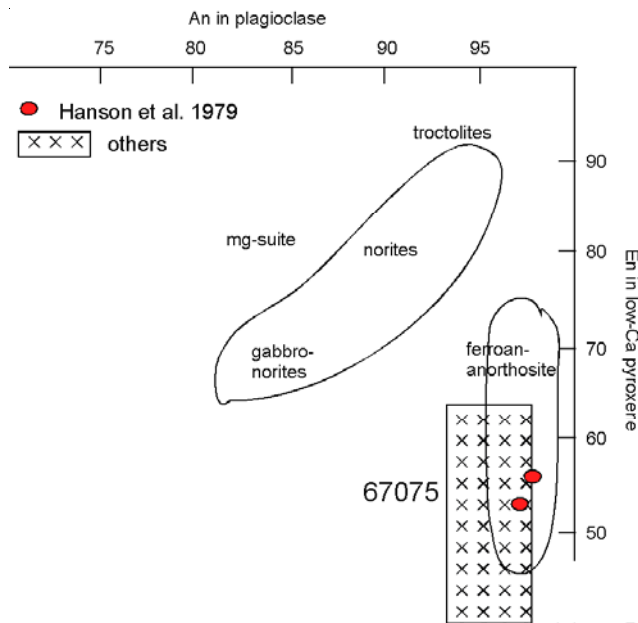 An in plagioclase
75 80 85 90 95
Hanson et al. 1979
× × × others
troctolites
90
mg-suite
norites
80
En in low-Ca pyroxere
gabbro-
norites
ferroan-
anorthosite
70
60
67075
50